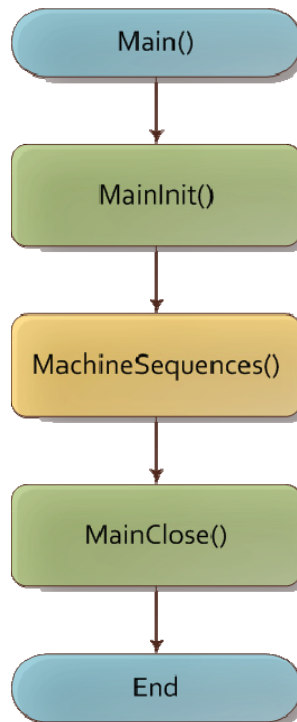 Main()
MainInit()
MachineSequences()
MainClose()
End